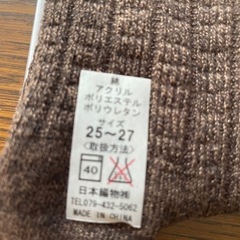 綿
アクリル
ポリエステル
ポリウレタン
サイズ
25～27
〈取扱方法〉
40
日本編物㈱
TEL079-432-5062
MADE IN CHINA